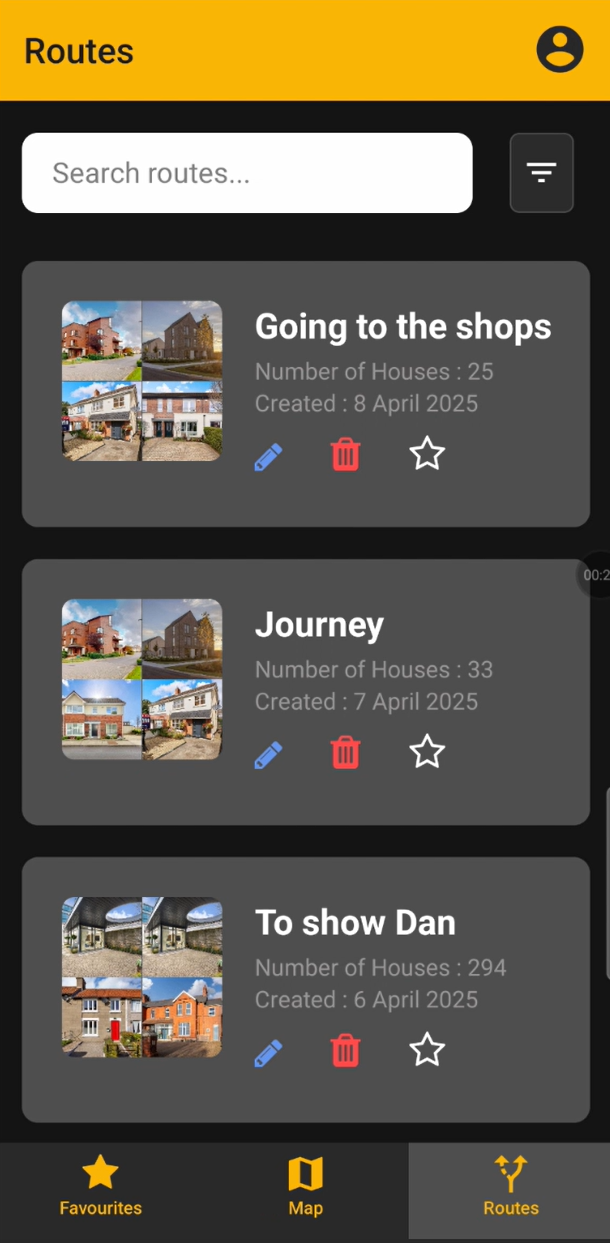 Routes
Search routes...
Going to the shops
Number of Houses : 25
Created : 8 April 2025
00:2
Journey
Number of Houses : 33
Created : 7 April 2025
To show Dan
Number of Houses : 294
Created : 6 April 2025
Favourites
Map
Routes